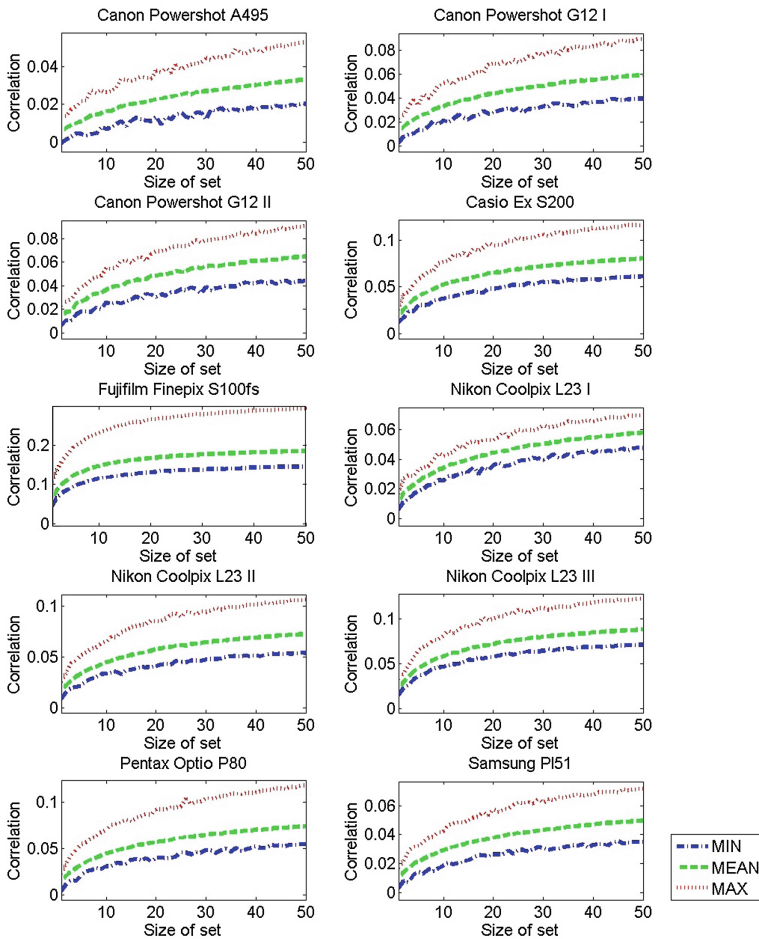 Canon Powershot A495
Correlation
0.04
0.02
0
10 20 30 40 50
Size of set
Canon Powershot G12 I
Correlation
0.08
0.06
0.04
0.02
0
10 20 30 40 50
Size of set
Canon Powershot G12 II
Correlation
0.08
0.06
0.04
0.02
0
10 20 30 40 50
Size of set
Casio Ex S200
Correlation
0.1
0.05
0
10 20 30 40 50
Size of set
Fujifilm Finepix S100fs
Correlation
0.2
0.1
0
10 20 30 40 50
Size of set
Nikon Coolpix L23 I
Correlation
0.06
0.04
0.02
0
10 20 30 40 50
Size of set
Nikon Coolpix L23 II
Correlation
0.1
0.05
0
10 20 30 40 50
Size of set
Nikon Coolpix L23 III
Correlation
0.1
0.05
0
10 20 30 40 50
Size of set
Pentax Optio P80
Correlation
0.1
0.05
0
10 20 30 40 50
Size of set
Samsung Pl51
Correlation
0.06
0.04
0.02
0
10 20 30 40 50
Size of set
MIN
MEAN
MAX